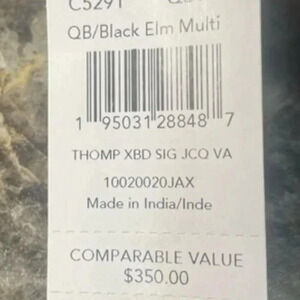 C5291
QB/Black Elm Multi
1 95031 28848 7
THOMP XBD SIG JCQ VA
10020020JAX
Made in India/Inde
COMPARABLE VALUE
$350.00